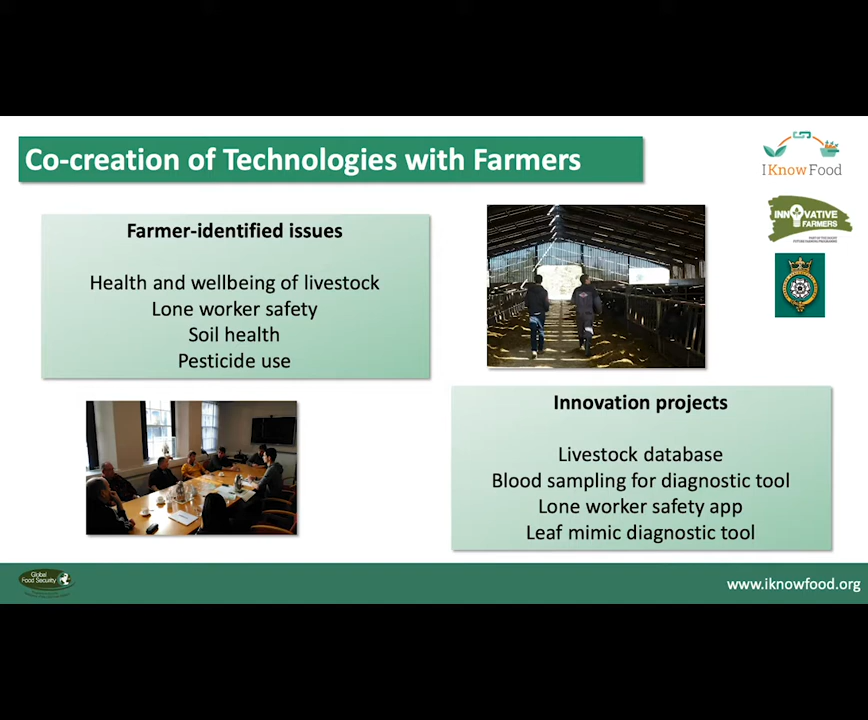 Co-creation of Technologies with Farmers
IKnowFood
Farmer-identified issues
Health and wellbeing of livestock
Lone worker safety
Soil health
Pesticide use
INNOVATIVE
FARMERS
Innovation projects
Livestock database
Blood sampling for diagnostic tool
Lone worker safety app
Leaf mimic diagnostic tool
Global
Food Security
www.iknowfood.org